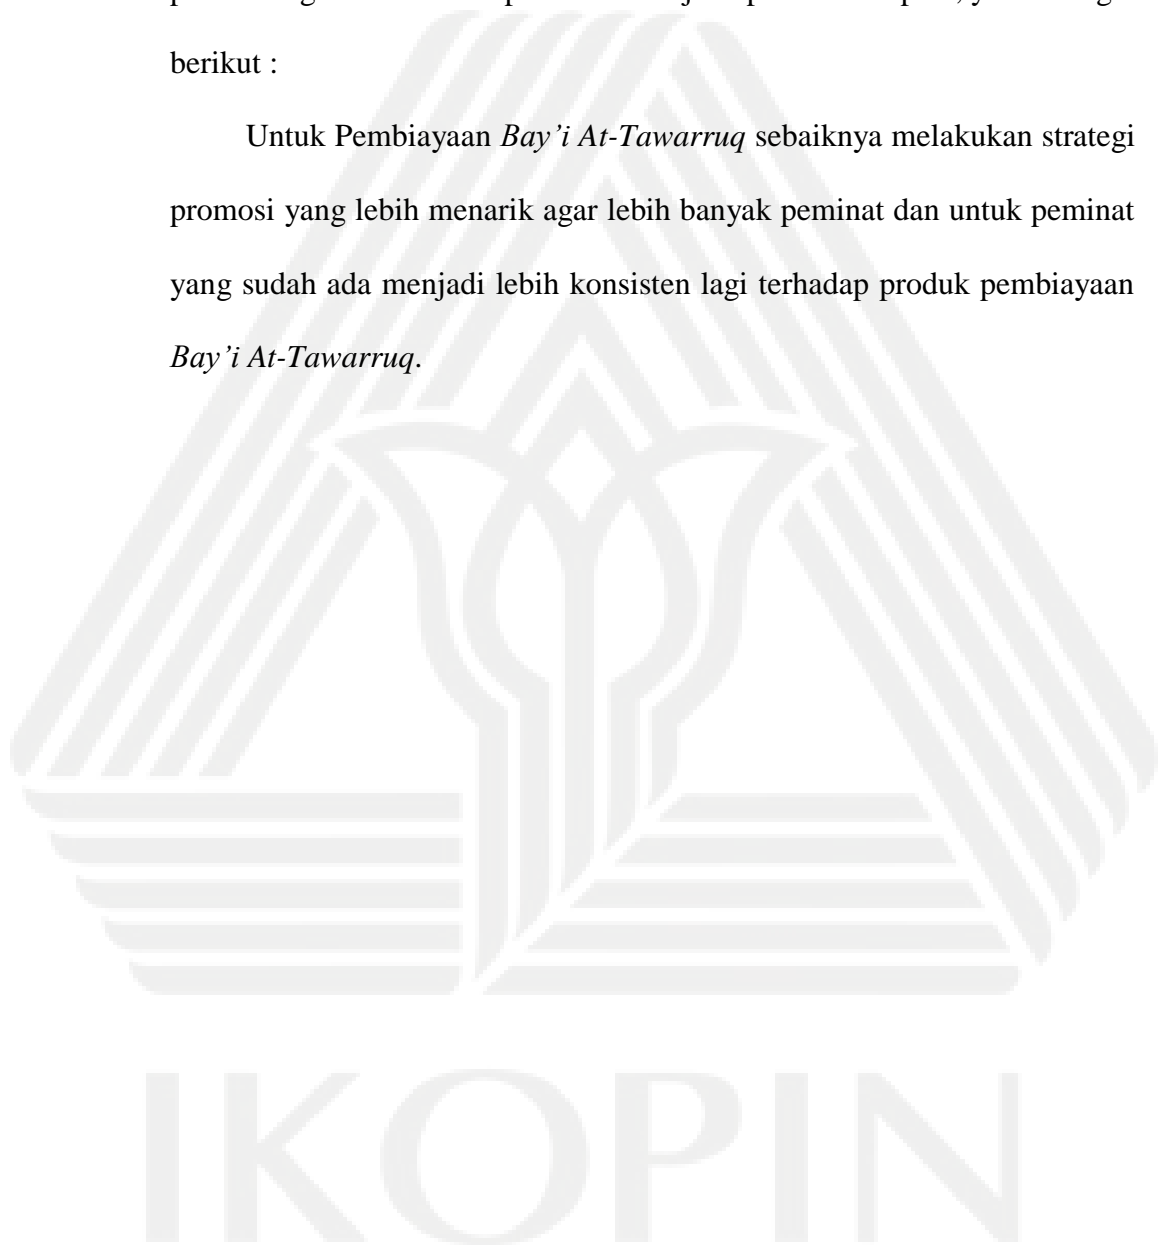 berikut :
Untuk Pembiayaan Bay’i At-Tawarruq sebaiknya melakukan strategi
promosi yang lebih menarik agar lebih banyak peminat dan untuk peminat
yang sudah ada menjadi lebih konsisten lagi terhadap produk pembiayaan
Bay’i At-Tawarruq.
IKOPIN